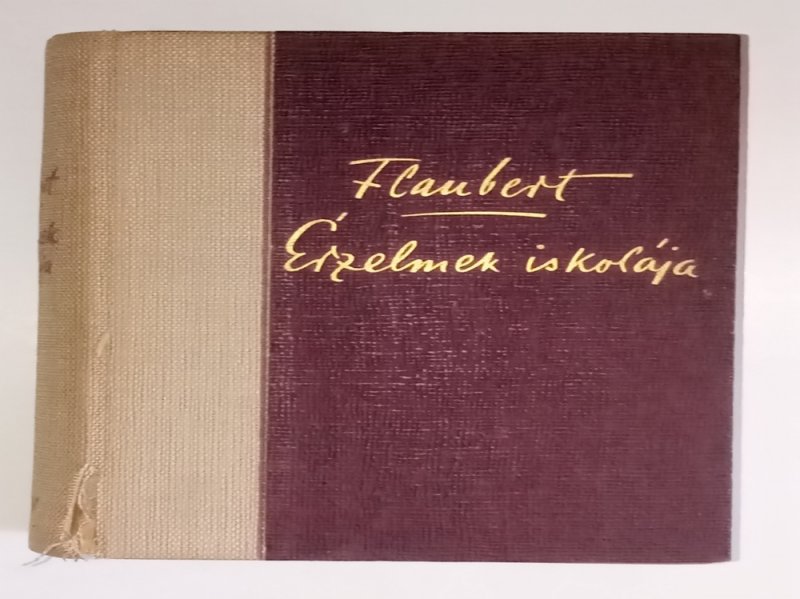 Flaubert
Érzelmek iskolája